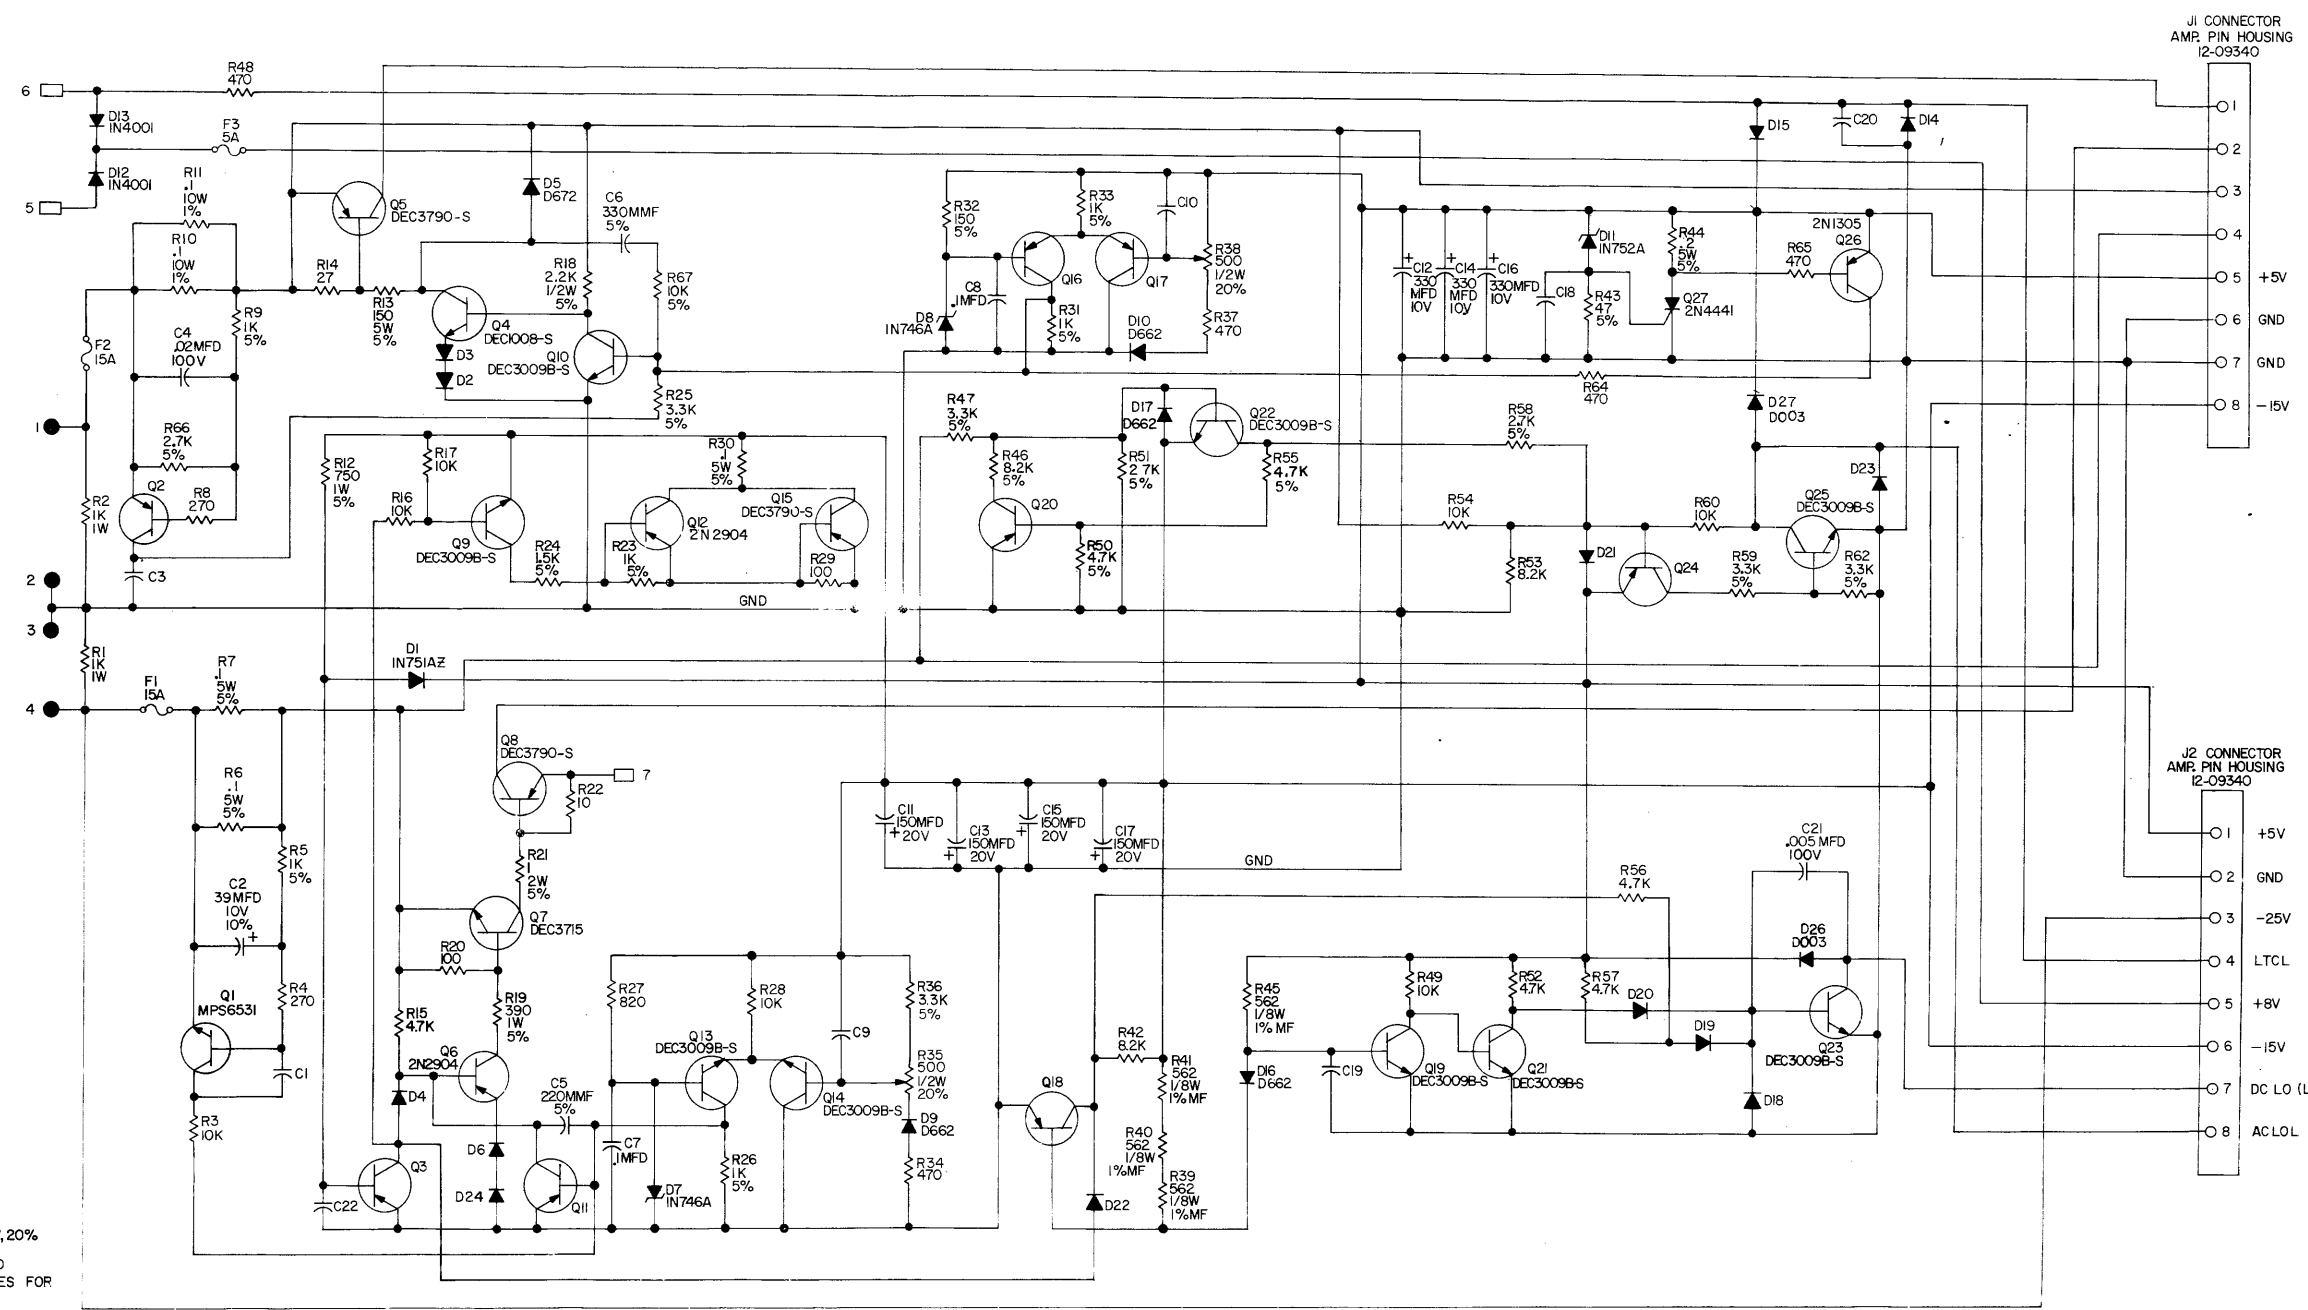 J1 CONNECTOR
AMP. PIN HOUSING
12-09340
6
R48
470
D13
IN4001
F3
5A
D12
IN4001
5
R11
.1
10W
1%
R10
.1
10W
1%
Q5
DEC3790-S
D5
D672
C6
330MMF
5%
R14
27
R13
150
5W
5%
R18
2.2K
1/2W
5%
R67
10K
5%
R9
1K
5%
C4
.02MFD
100V
F2
15A
Q4
DEC1008-S
D3
D2
Q10
DEC3009B-S
R25
3.3K
5%
1
R66
2.7K
5%
Q2
R8
270
R2
1K
1W
C3
2
3
GND
R12
750
1W
5%
R17
10K
R16
10K
Q9
DEC3009B-S
R24
1.5K
5%
R23
1K
5%
Q12
2N2904
R30
.1
5W
5%
Q15
DEC3790-S
R29
100
R32
150
5%
R33
1K
5%
C10
R38
500
1/2W
20%
Q16
Q17
C8
.1MFD
D8
IN746A
R31
1K
5%
D10
D662
R37
470
C12
330
MFD
10V
C14
330
MFD
10V
C16
330MFD
10V
D11
IN752A
C18
R43
47
5%
R44
.2
5W
5%
Q27
2N4441
R65
470
2N1305
Q26
D15
C20
D14
R64
470
D27
D003
1
2
3
4
5 +5V
6 GND
7 GND
8 -15V
R47
3.3K
5%
D17
D662
Q22
DEC3009B-S
R46
8.2K
5%
R51
2.7K
5%
R55
4.7K
5%
Q20
R50
4.7K
5%
R58
2.7K
5%
R54
10K
R53
8.2K
D21
Q24
R60
10K
R59
3.3K
5%
Q25
DEC3009B-S
R62
3.3K
5%
D23
R1
1K
1W
4
F1
15A
R7
.1
5W
5%
D1
IN751AZ
R6
.1
5W
5%
R5
1K
5%
C2
39MFD
10V
10%
+
Q1
MPS6531
R4
270
C1
R3
10K
Q8
DEC3790-S
7
R22
10
R21
1
2W
5%
Q7
DEC3715
R20
100
R15
4.7K
R19
390
1W
5%
Q6
2N2904
D4
C5
220MMF
5%
D6
D24
Q3
C22
Q11
R27
820
R28
10K
Q13
DEC3009B-S
Q14
DEC3009B-S
C9
R36
3.3K
5%
R35
500
1/2W
20%
D9
D662
R34
470
C7
.1MFD
D7
IN746A
R26
1K
5%
C11
150MFD
20V
C13
150MFD
20V
C15
150MFD
20V
C17
150MFD
20V
GND
R42
8.2K
R41
562
1/8W
1%MF
R40
562
1/8W
1%MF
R39
562
1/8W
1%MF
Q18
D22
R45
562
1/8W
1% MF
D16
D662
C19
R49
10K
Q19
DEC3009B-S
R52
4.7K
Q21
DEC3009B-S
R57
4.7K
R56
4.7K
D20
D19
D18
C21
.005MFD
100V
D26
D003
Q23
DEC3009B-S
J2 CONNECTOR
AMP. PIN HOUSING
12-09340
1 +5V
2 GND
3 -25V
4 LTCL
5 +8V
6 -15V
7 DC LO (L
8 ACLOL
,20%
ES FOR